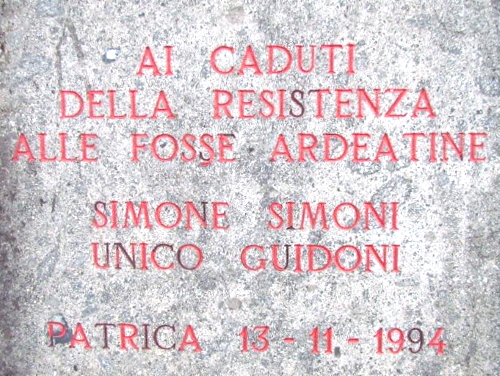 AI CADUTI
DELLA RESISTENZA
ALLE FOSSE ARDEATINE
SIMONE SIMONI
UNICO GUIDONI
PATRICA 13-11-1994